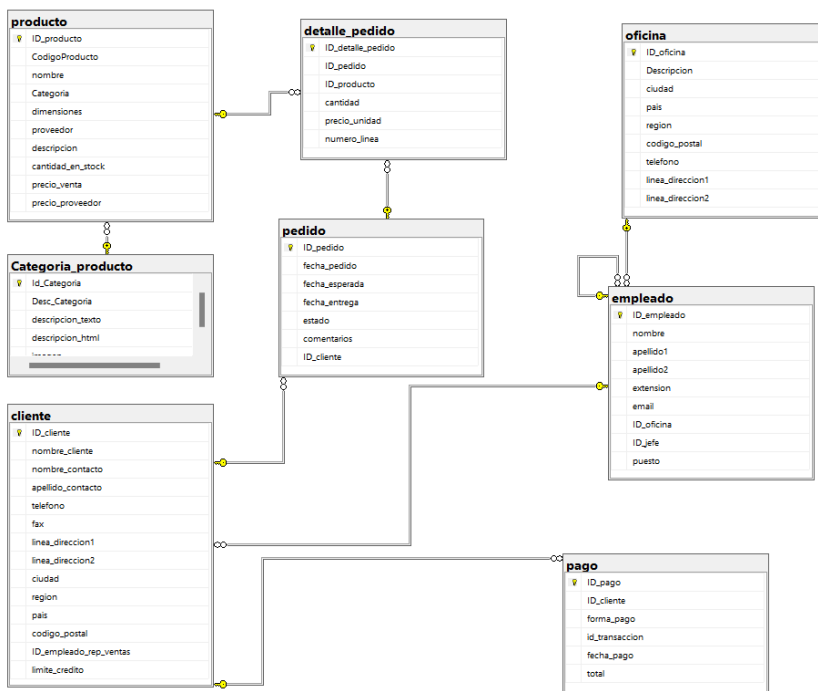 producto
ID_producto
CodigoProducto
nombre
Categoria
dimensiones
proveedor
descripcion
cantidad_en_stock
precio_venta
precio_proveedor
detalle_pedido
ID_detalle_pedido
ID_pedido
ID_producto
cantidad
precio_unidad
numero_linea
oficina
ID_oficina
Descripcion
ciudad
pais
region
codigo_postal
telefono
linea_direccion1
linea_direccion2
Categoria_producto
Id_Categoria
Desc_Categoria
descripcion_texto
descripcion_html
pedido
ID_pedido
fecha_pedido
fecha_esperada
fecha_entrega
estado
comentarios
ID_cliente
empleado
ID_empleado
nombre
apellido1
apellido2
extension
email
ID_oficina
ID_jefe
puesto
cliente
ID_cliente
nombre_cliente
nombre_contacto
apellido_contacto
telefono
fax
linea_direccion1
linea_direccion2
ciudad
region
pais
codigo_postal
ID_empleado_rep_ventas
limite_credito
pago
ID_pago
ID_cliente
forma_pago
id_transaccion
fecha_pago
total